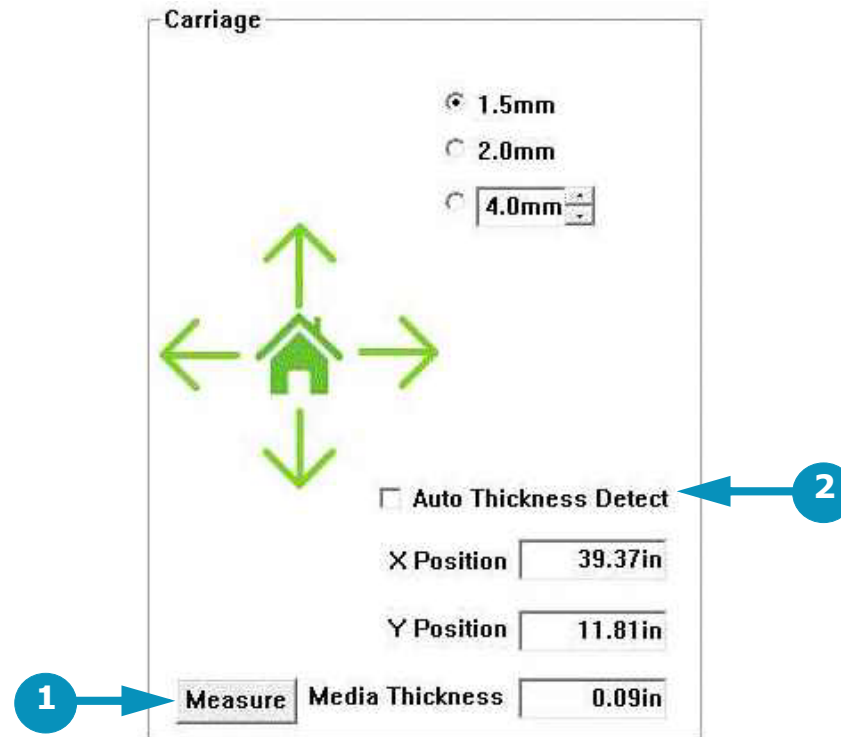 Carriage
1.5mm
2.0mm
4.0mm
Auto Thickness Detect
2
X Position 39.37in
Y Position 11.81in
1
Measure Media Thickness 0.09in